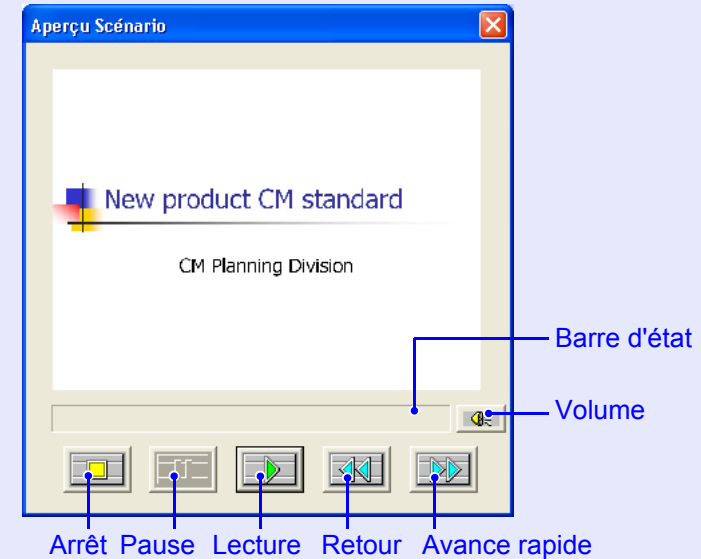 Aperçu Scénario
New product CM standard
CM Planning Division
Barre d'état
Volume
Arrêt Pause Lecture Retour Avance rapide